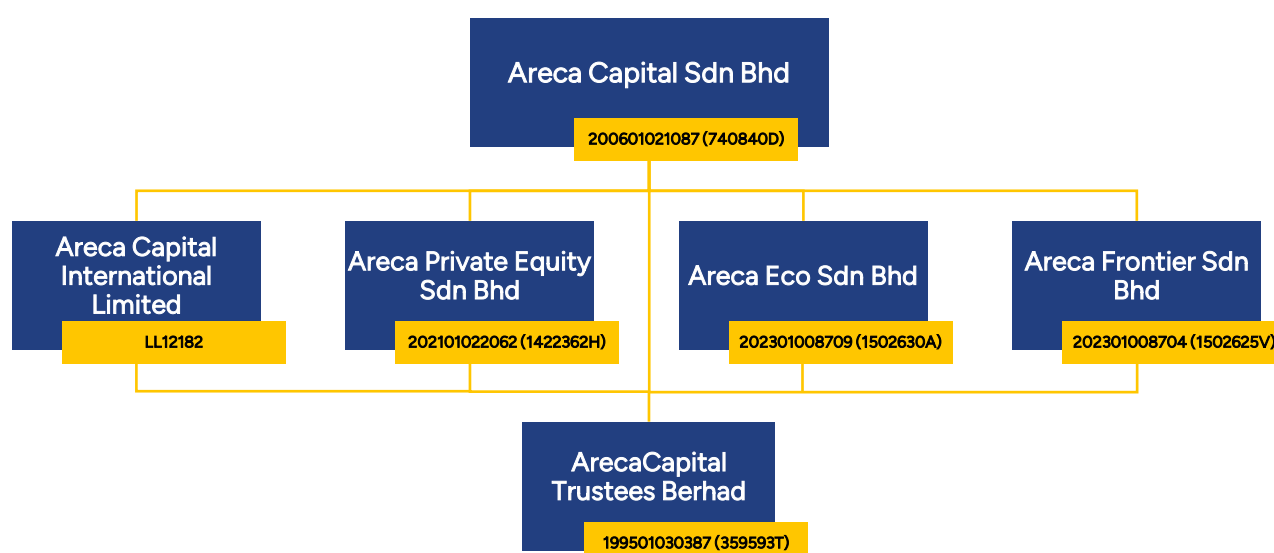 Areca Capital Sdn Bhd
200601021087 (740840D)
Areca Capital
International
Limited
LL12182
Areca Private Equity
Sdn Bhd
202101022062 (1422362H)
Areca Eco Sdn Bhd
202301008709 (1502630A)
Areca Frontier Sdn
Bhd
202301008704 (1502625V)
ArecaCapital
Trustees Berhad
199501030387 (359593T)